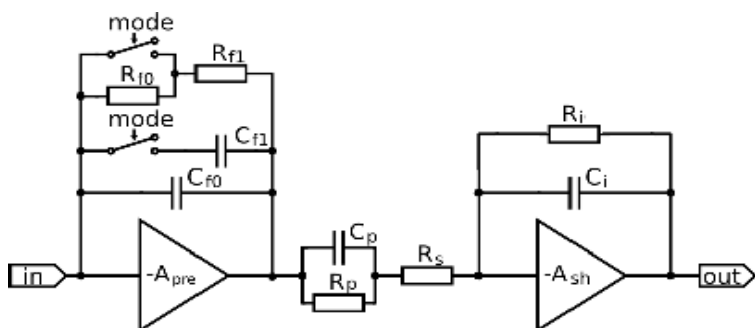 mode
Rf1
Rf0
mode
Cf1
Cf0
Ri
Ci
Cp
Rs
in
-Apre
Rp
-Ash
out